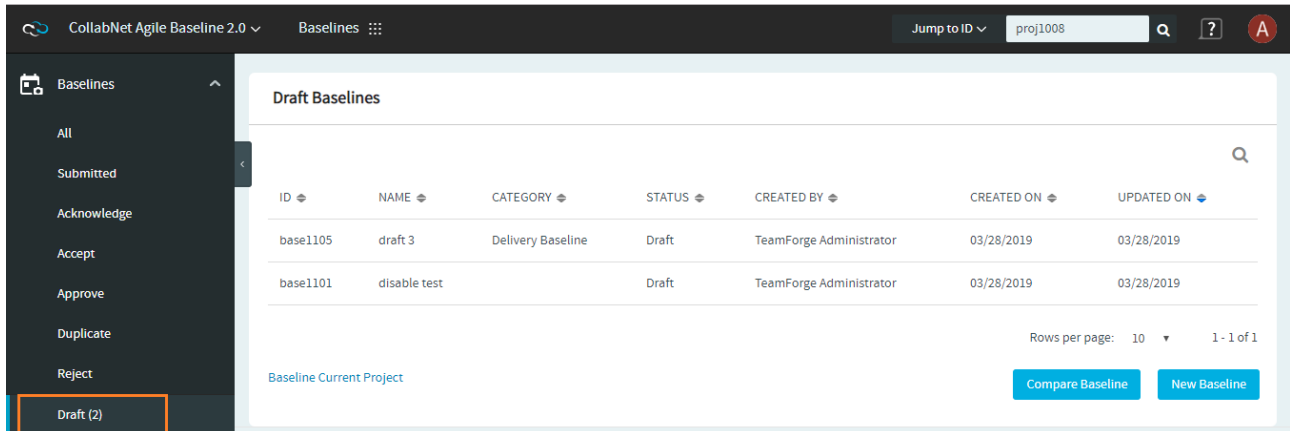 CollabNet Agile Baseline 2.0 Baselines Jump to ID proj1008 ? A
Baselines
All
Submitted
Acknowledge
Accept
Approve
Duplicate
Reject
Draft (2)
Draft Baselines
ID NAME CATEGORY STATUS CREATED BY CREATED ON UPDATED ON
base1105 draft 3 Delivery Baseline Draft TeamForge Administrator 03/28/2019 03/28/2019
base1101 disable test Draft TeamForge Administrator 03/28/2019 03/28/2019
Rows per page: 10 1 - 1 of 1
Baseline Current Project Compare Baseline New Baseline